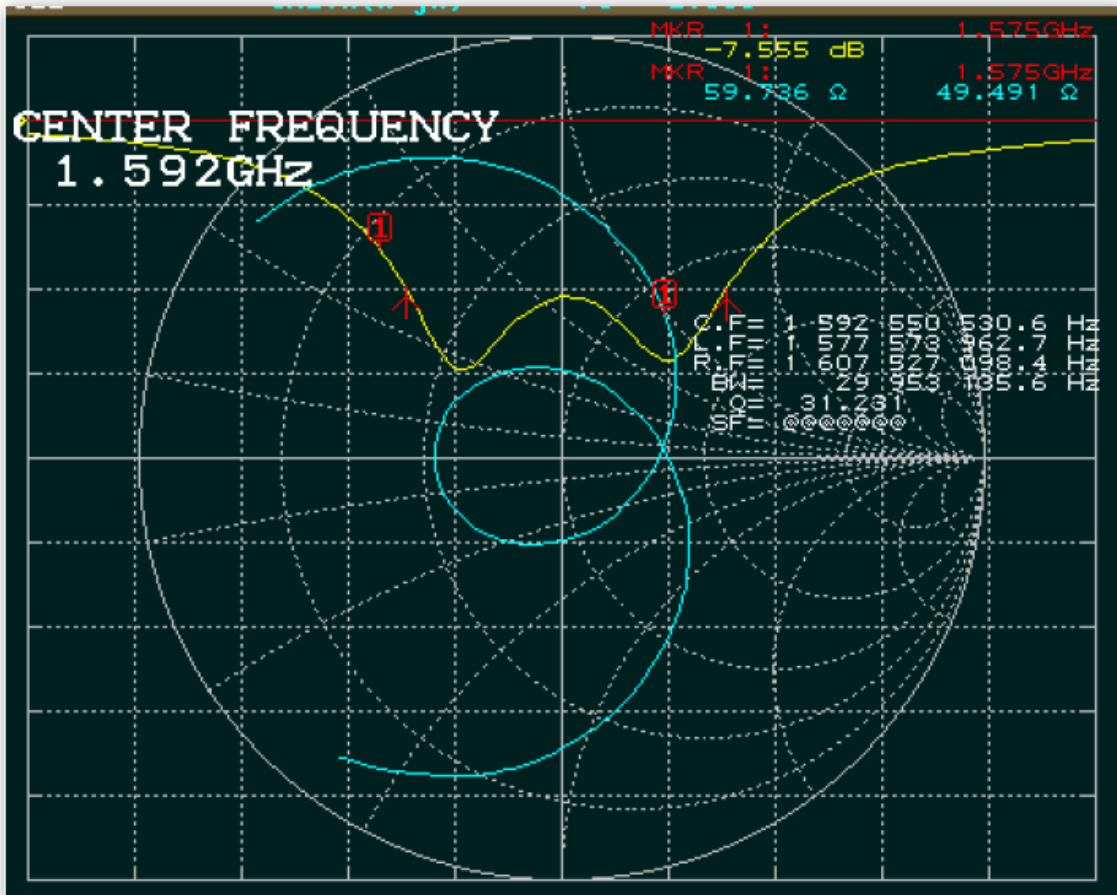 MKR 1: 1.575GHz
-7.555 dB
MKR 1: 1.575GHz
59.736 Ω 49.491 Ω
CENTER FREQUENCY
1.592GHz
1
1
C.F= 1 592 550 530.6 Hz
L.F= 1 577 573 962.7 Hz
R.F= 1 607 527 098.4 Hz
BW= 29 953 135.6 Hz
Q= 31.231
SF= @@@@@@@